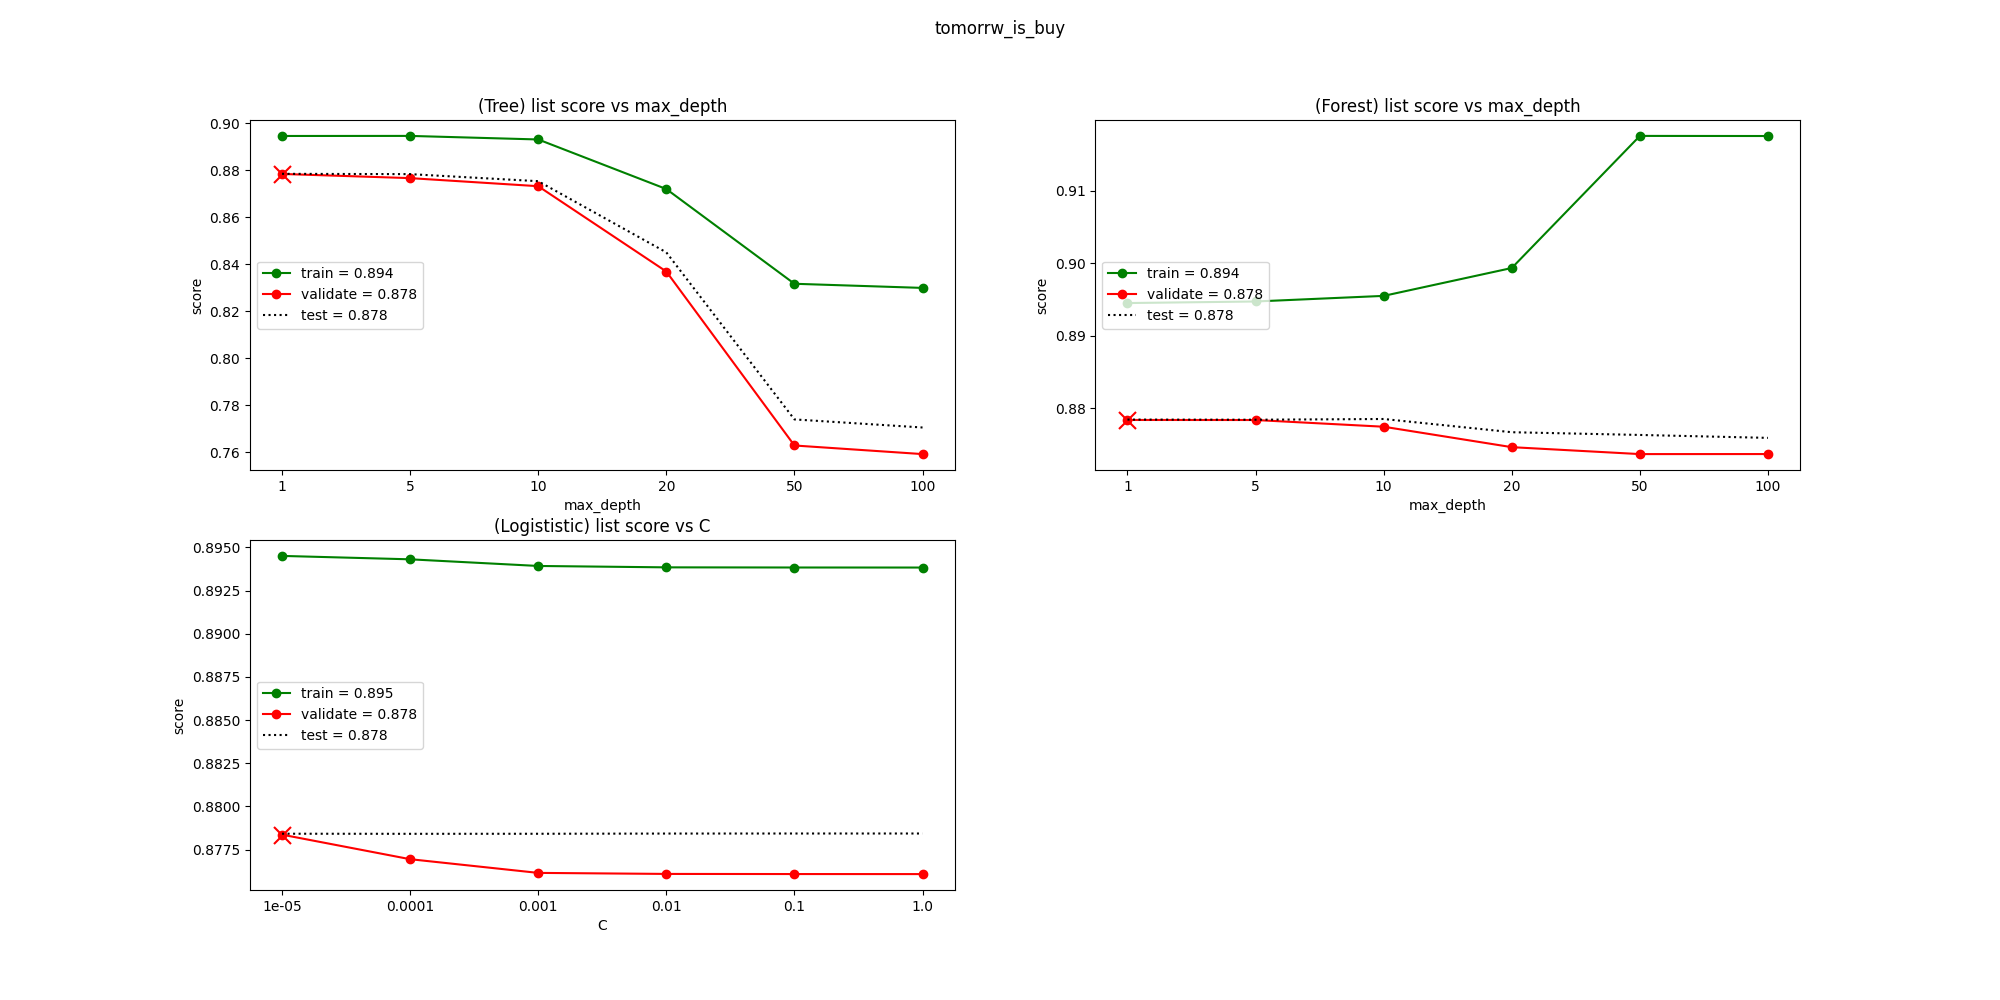 tomorrw_is_buy
(Tree) list score vs max_depth
0.90
0.88
0.86
0.84
0.82
0.80
0.78
0.76
score
train = 0.894
validate = 0.878
test = 0.878
1 5 10 20 50 100
max_depth
(Forest) list score vs max_depth
0.91
0.90
0.89
0.88
score
train = 0.894
validate = 0.878
test = 0.878
1 5 10 20 50 100
max_depth
(Logististic) list score vs C
0.8950
0.8925
0.8900
0.8875
0.8850
0.8825
0.8800
0.8775
score
train = 0.895
validate = 0.878
test = 0.878
1e-05 0.0001 0.001 0.01 0.1 1.0
C